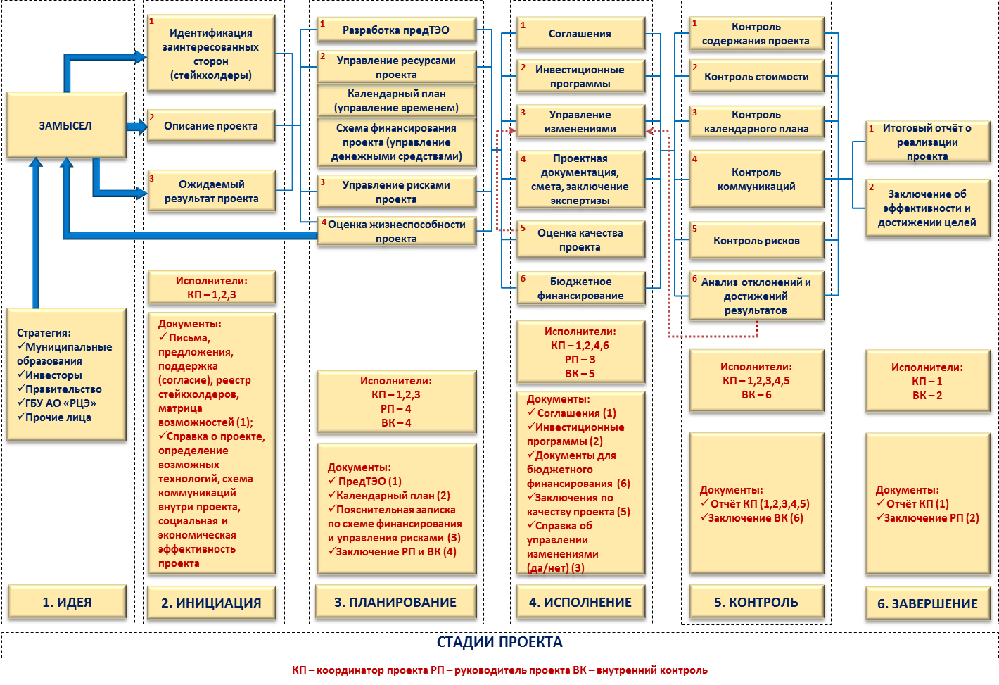 ЗАМЫСЕЛ
Стратегия:
✓Муниципальные
образования
✓Инвесторы
✓Правительство
✓ГБУ АО «РЦЭ»
✓Прочие лица
1. ИДЕЯ
1
Идентификация
заинтересованных
сторон
(стейкхолдеры)
2
Описание проекта
3
Ожидаемый
результат проекта
Исполнители:
КП – 1,2,3
Документы:
✓ Письма,
предложения,
поддержка
(согласие), реестр
стейкхолдеров,
матрица
возможностей (1);
✓Справка о проекте,
определение
возможных
технологий, схема
коммуникаций
внутри проекта,
социальная и
экономическая
эффективность
проекта
2. ИНИЦИАЦИЯ
1
Разработка предТЭО
2
Управление ресурсами
проекта
Календарный план
(управление временем)
Схема финансирования
проекта (управление
денежными средствами)
3
Управление рисками
проекта
4
Оценка жизнеспособности
проекта
Исполнители:
КП – 1,2,3
РП – 4
ВК – 4
Документы:
✓ ПредТЭО (1)
✓Календарный план (2)
✓Пояснительная записка
по схеме финансирования
и управления рисками (3)
✓Заключение РП и ВК (4)
3. ПЛАНИРОВАНИЕ
1
Соглашения
2
Инвестиционные
программы
3
Управление
изменениями
4
Проектная
документация,
смета, заключение
экспертизы
5
Оценка качества
проекта
6
Бюджетное
финансирование
Исполнители:
КП – 1,2,4,6
РП – 3
ВК – 5
Документы:
✓ Соглашения (1)
✓Инвестиционные
программы (2)
✓Документы для
бюджетного
финансирования (6)
✓Заключения по
качеству проекта (5)
✓Справка об
управлении
изменениями
(да/нет) (3)
4. ИСПОЛНЕНИЕ
1
Контроль
содержания проекта
2
Контроль стоимости
3
Контроль
календарного плана
4
Контроль
коммуникаций
5
Контроль рисков
6
Анализ отклонений и
достижений
результатов
Исполнители:
КП – 1,2,3,4,5
ВК – 6
Документы:
✓ Отчёт КП (1,2,3,4,5)
✓Заключение ВК (6)
5. КОНТРОЛЬ
1
Итоговый отчёт о
реализации
проекта
2
Заключение об
эффективности и
достижении целей
Исполнители:
КП – 1
ВК – 2
Документы:
✓ Отчёт КП (1)
✓Заключение РП (2)
6. ЗАВЕРШЕНИЕ
СТАДИИ ПРОЕКТА
КП – координатор проекта РП – руководитель проекта ВК – внутренний контроль